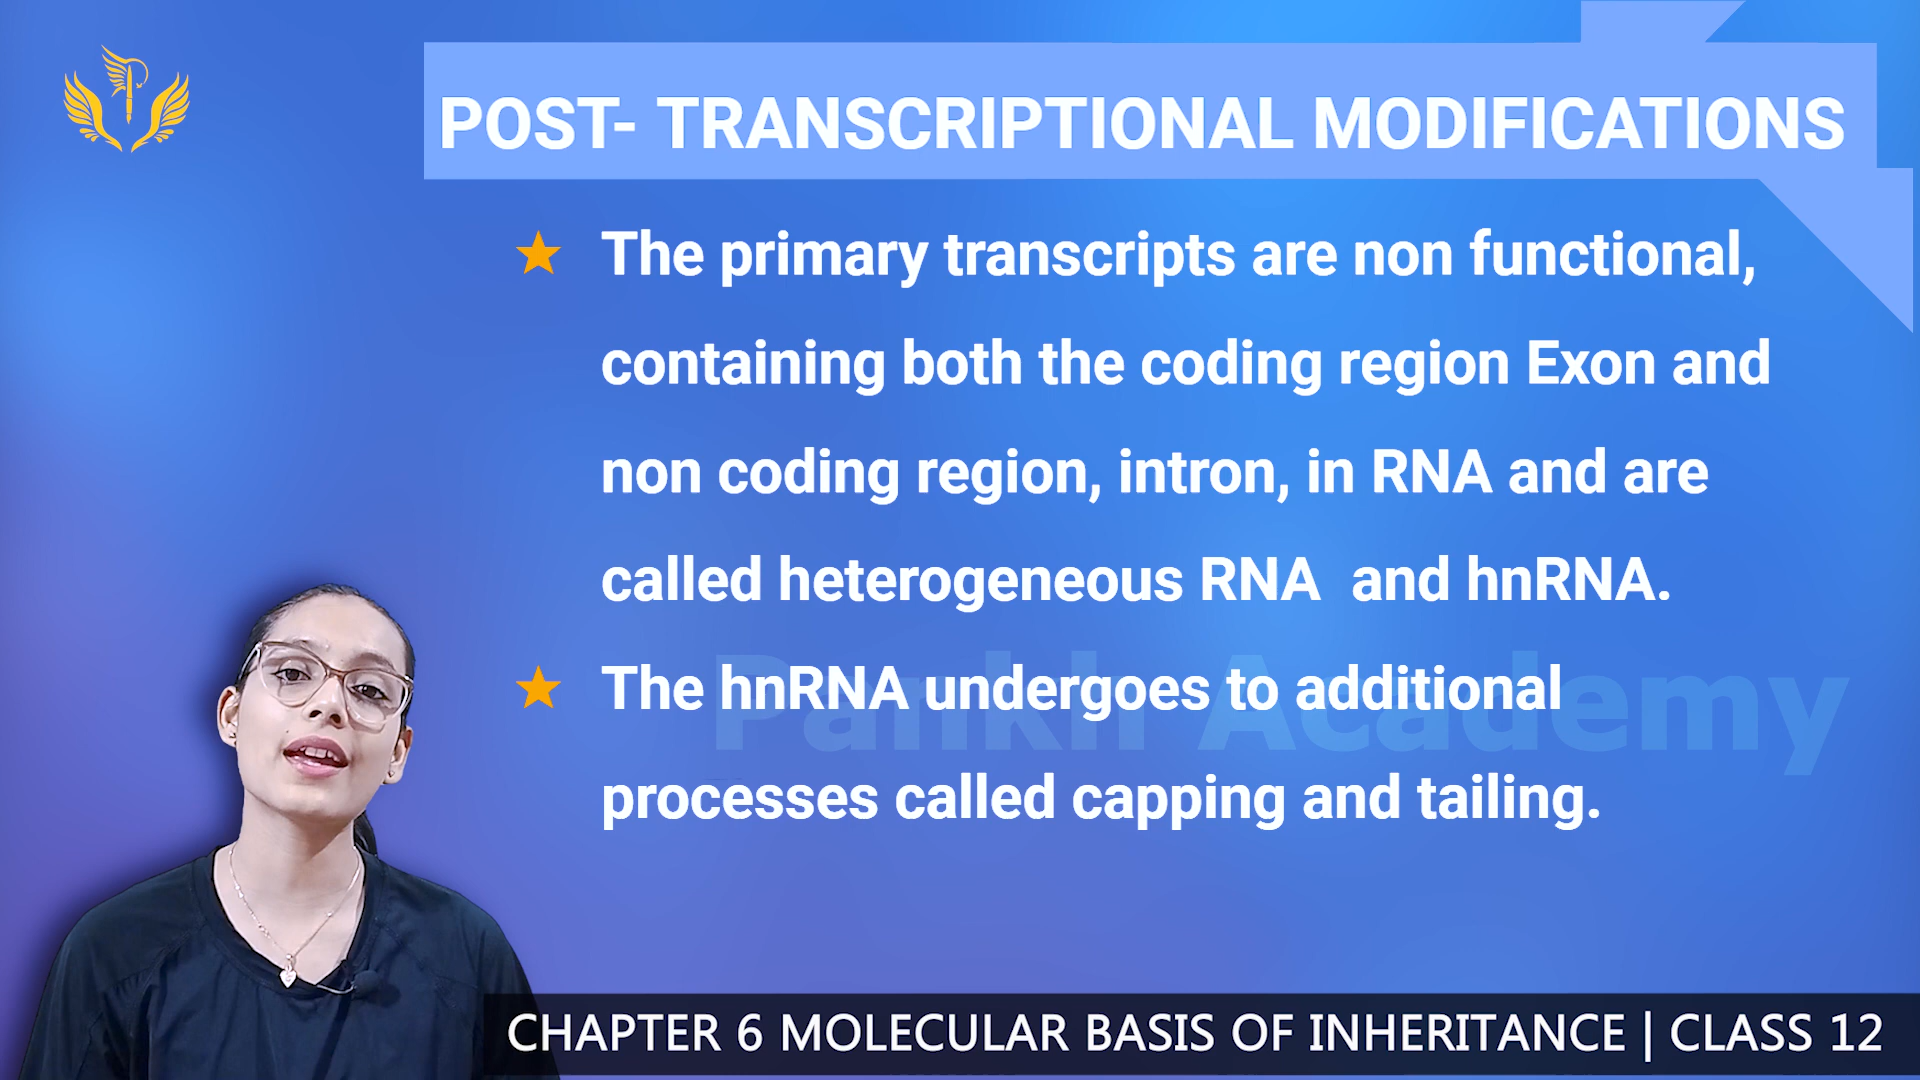 POST- TRANSCRIPTIONAL MODIFICATIONS
The primary transcripts are non functional,
containing both the coding region Exon and
non coding region, intron, in RNA and are
called heterogeneous RNA and hnRNA.
The hnRNA undergoes to additional
Pankh Academy
processes called capping and tailing.
CHAPTER 6 MOLECULAR BASIS OF INHERITANCE | CLASS 12